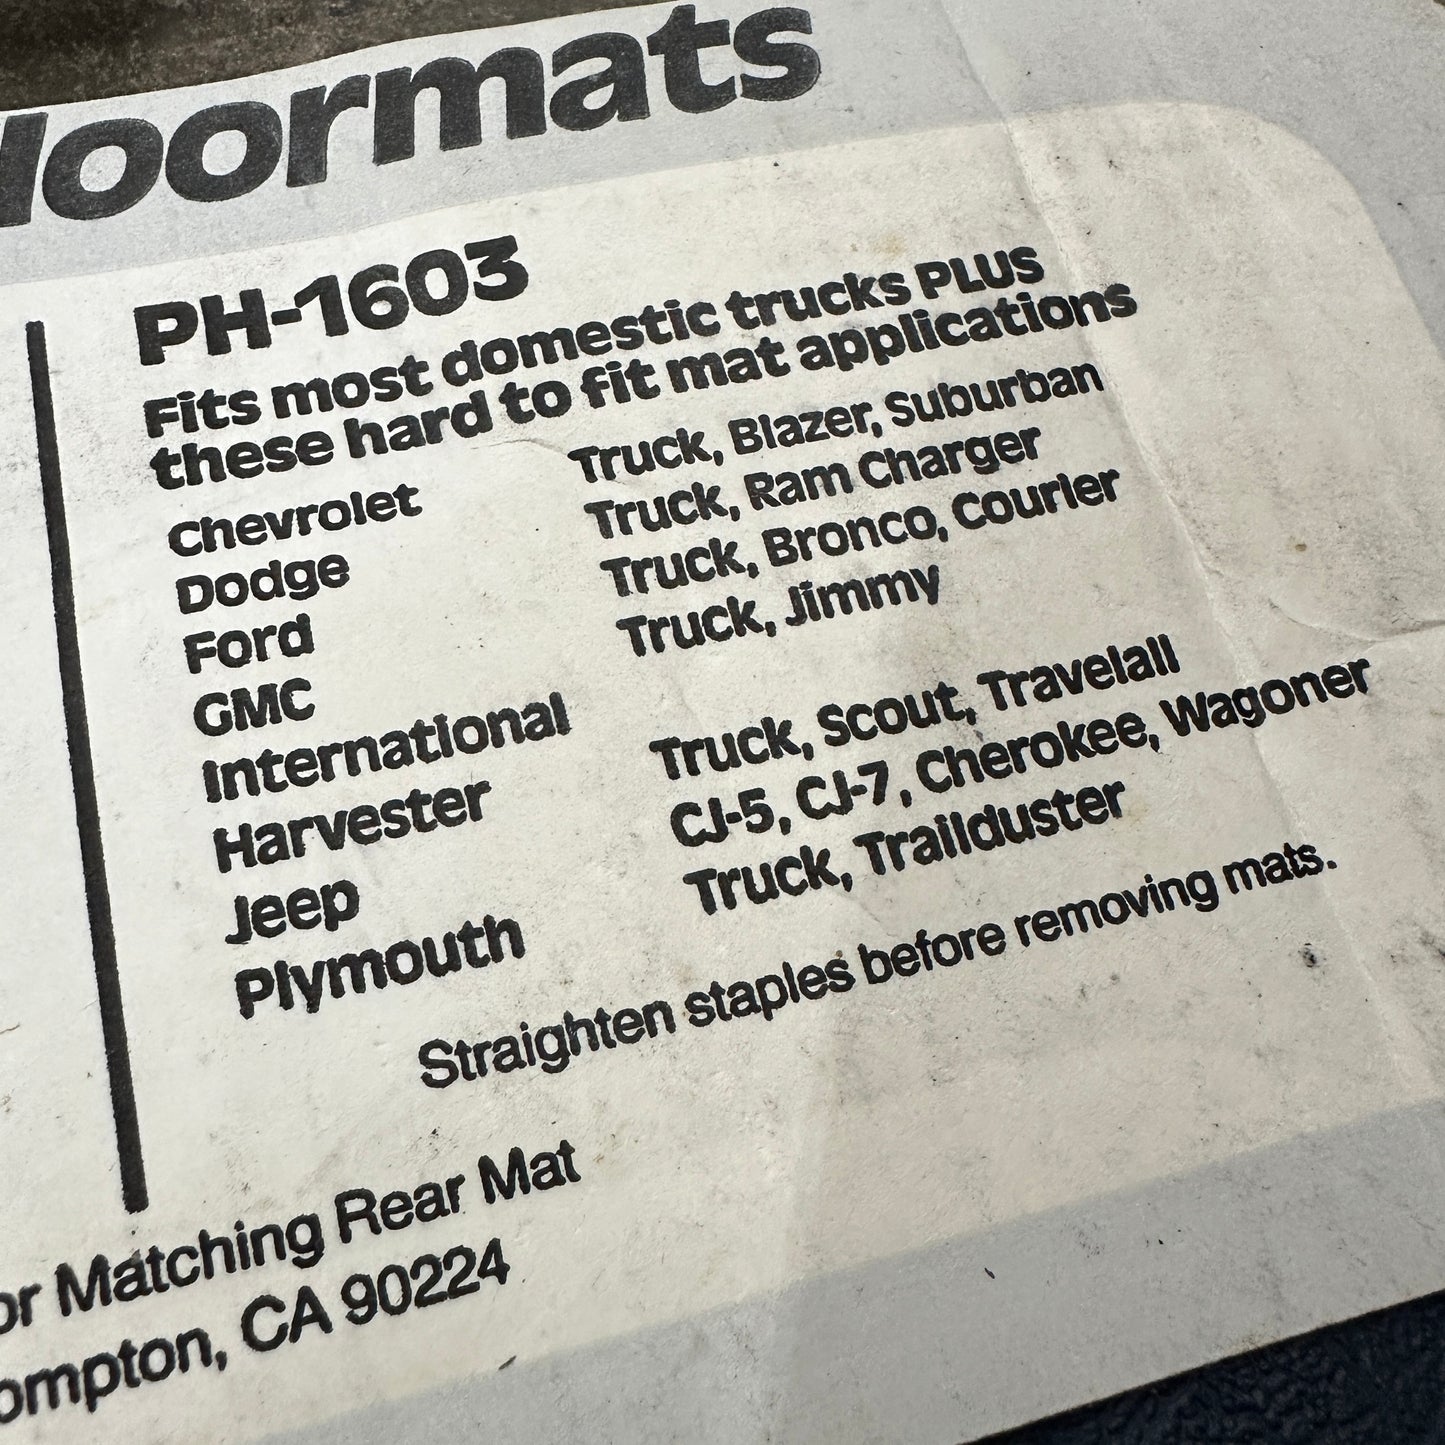 loormats
PH-1603
Fits most domestic trucks PLUS
these hard to fit mat applications
Chevrolet Truck, Blazer, Suburban
Dodge Truck, Ram Charger
Ford Truck, Bronco, Courier
GMC Truck, Jimmy
International
Harvester Truck, Scout, Travelall
Jeep CJ-5, CJ-7, Cherokee, Wagoner
Plymouth Truck, Trailduster
Straighten staples before removing mats.
or Matching Rear Mat
ompton, CA 90224